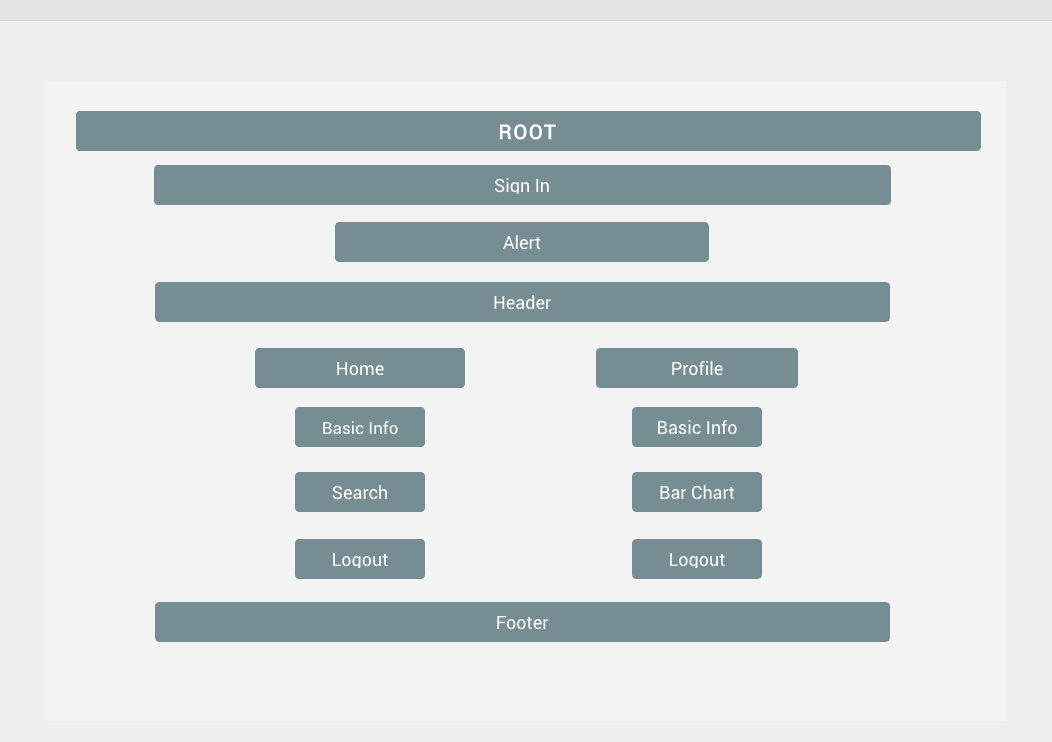 ROOT
Sign In
Alert
Header
Home
Profile
Basic Info
Basic Info
Search
Bar Chart
Logout
Logout
Footer